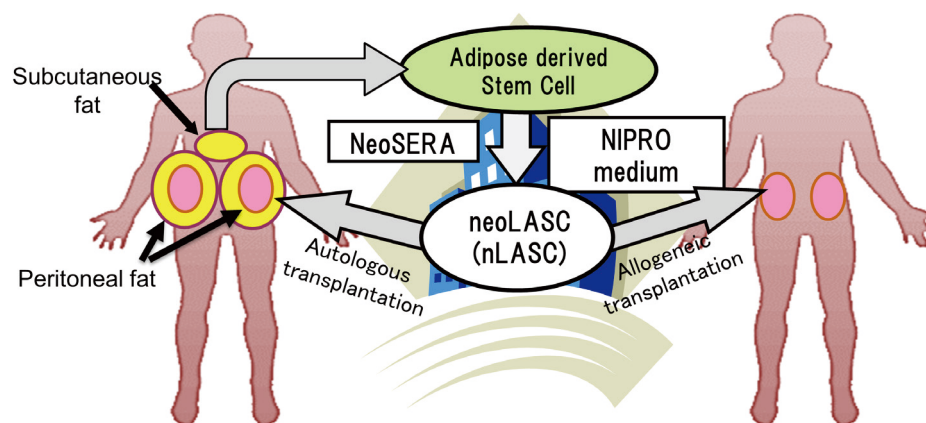 Subcutaneous
fat
Adipose derived
Stem Cell
NeoSERA
NIPRO
medium
neoLASC
(nLASC)
Peritoneal fat
Autologous
transplantation
Allogeneic
transplantation